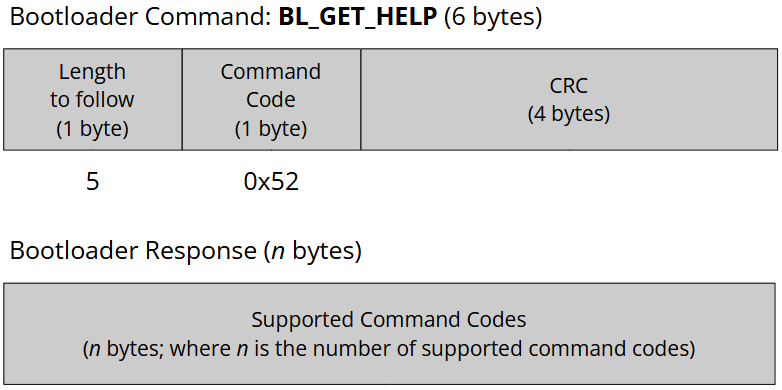 Bootloader Command: BL_GET_HELP (6 bytes)
Length
to follow
(1 byte)
Command
Code
(1 byte)
CRC
(4 bytes)
5
0x52
Bootloader Response (n bytes)
Supported Command Codes
(n bytes; where n is the number of supported command codes)